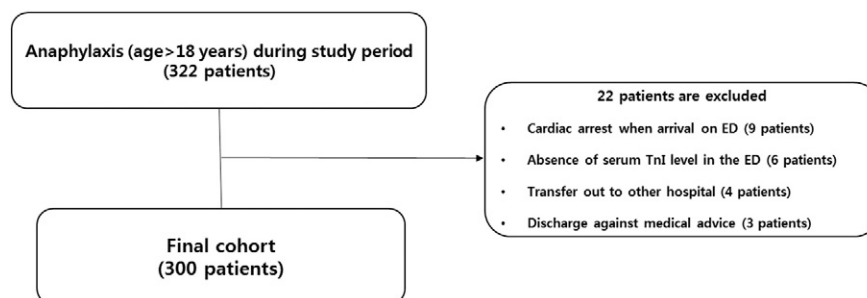 Anaphylaxis (age>18 years) during study period
(322 patients)
22 patients are excluded
• Cardiac arrest when arrival on ED (9 patients)
• Absence of serum TnI level in the ED (6 patients)
• Transfer out to other hospital (4 patients)
• Discharge against medical advice (3 patients)
Final cohort
(300 patients)